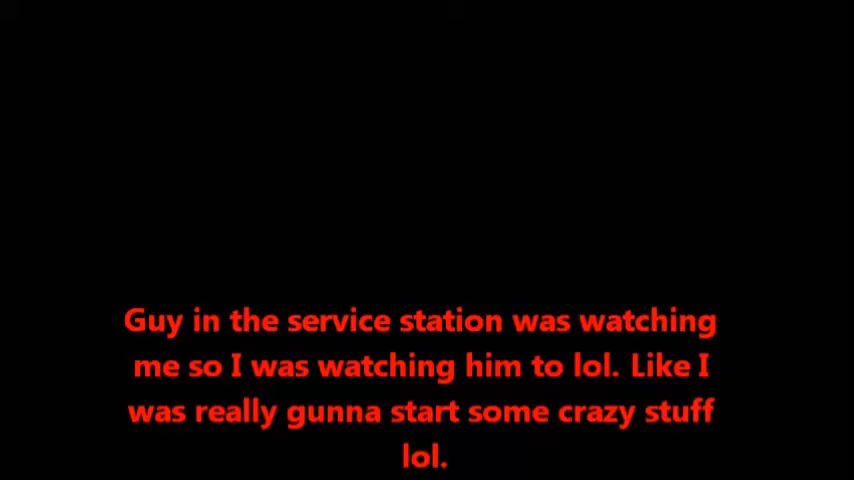 Guy in the service station was watching
me so I was watching him to lol. Like I
was really gunna start some crazy stuff
lol.